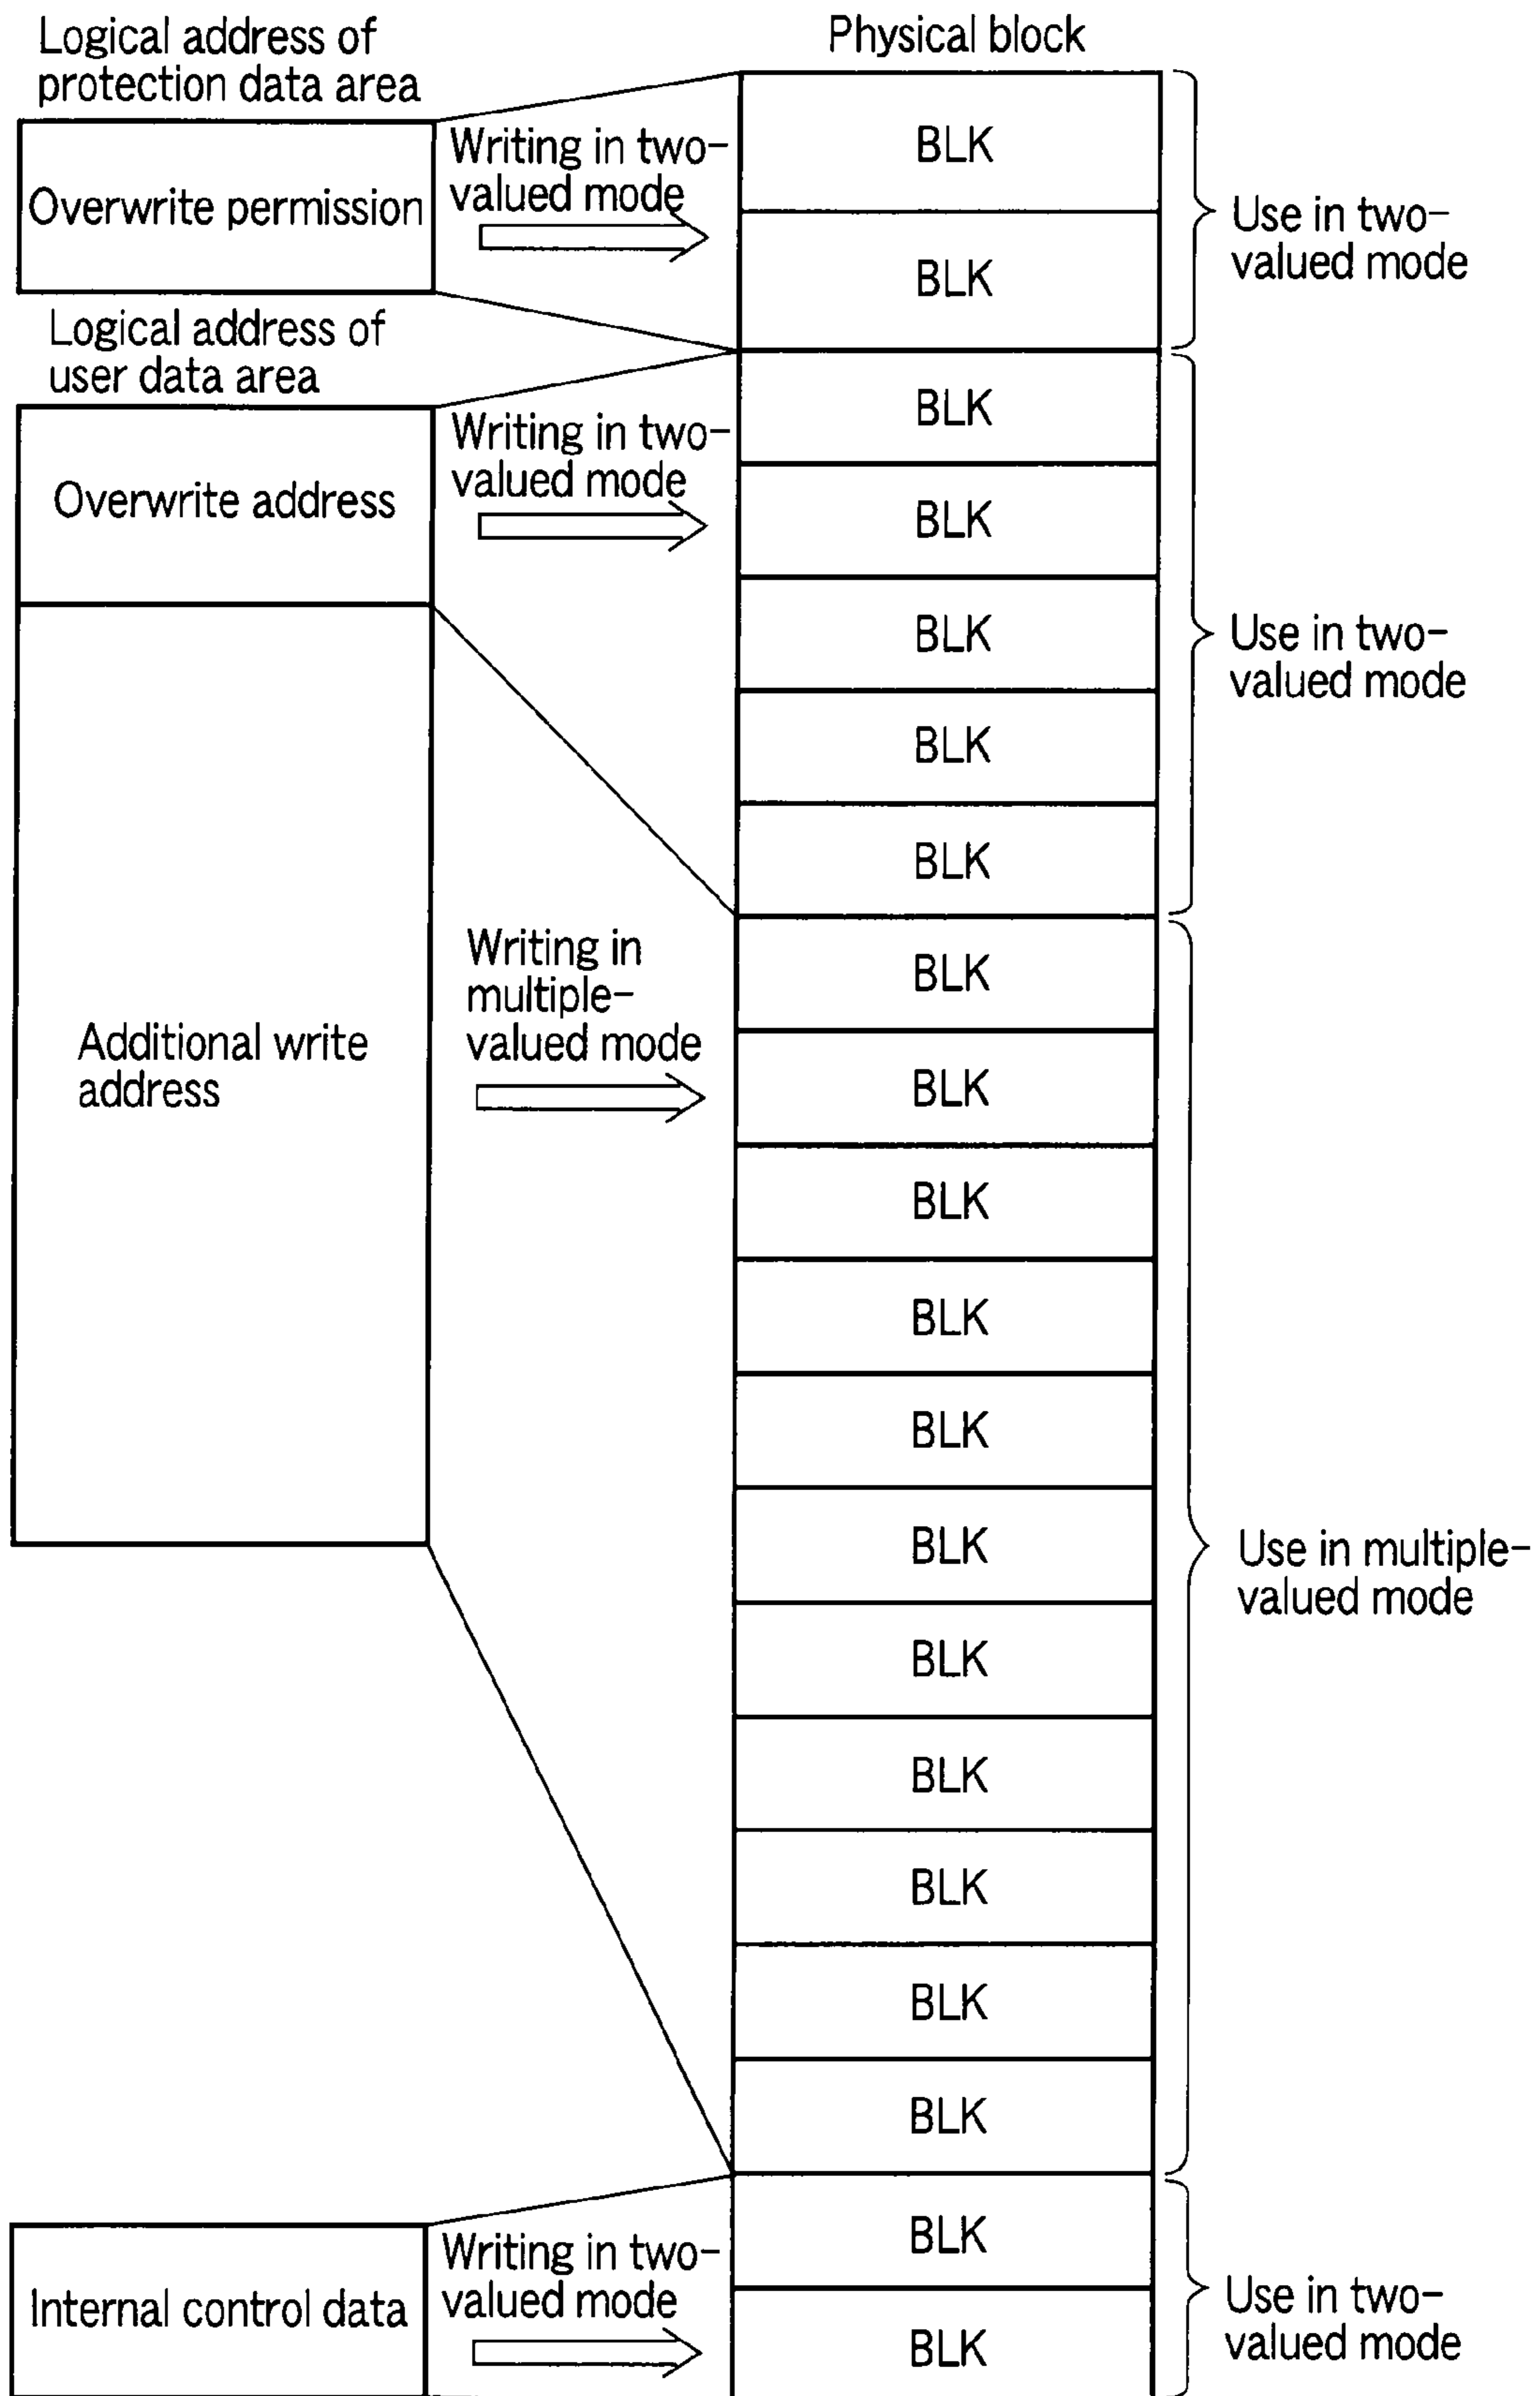 Logical address of
protection data area
Physical block
Overwrite permission
Writing in two-
valued mode
BLK
BLK
Use in two-
valued mode
Logical address of
user data area
Overwrite address
Writing in two-
valued mode
BLK
BLK
BLK
BLK
BLK
Use in two-
valued mode
Additional write
address
Writing in
multiple-
valued mode
BLK
BLK
BLK
BLK
BLK
BLK
BLK
BLK
BLK
BLK
BLK
Use in multiple-
valued mode
Internal control data
Writing in two-
valued mode
BLK
BLK
Use in two-
valued mode